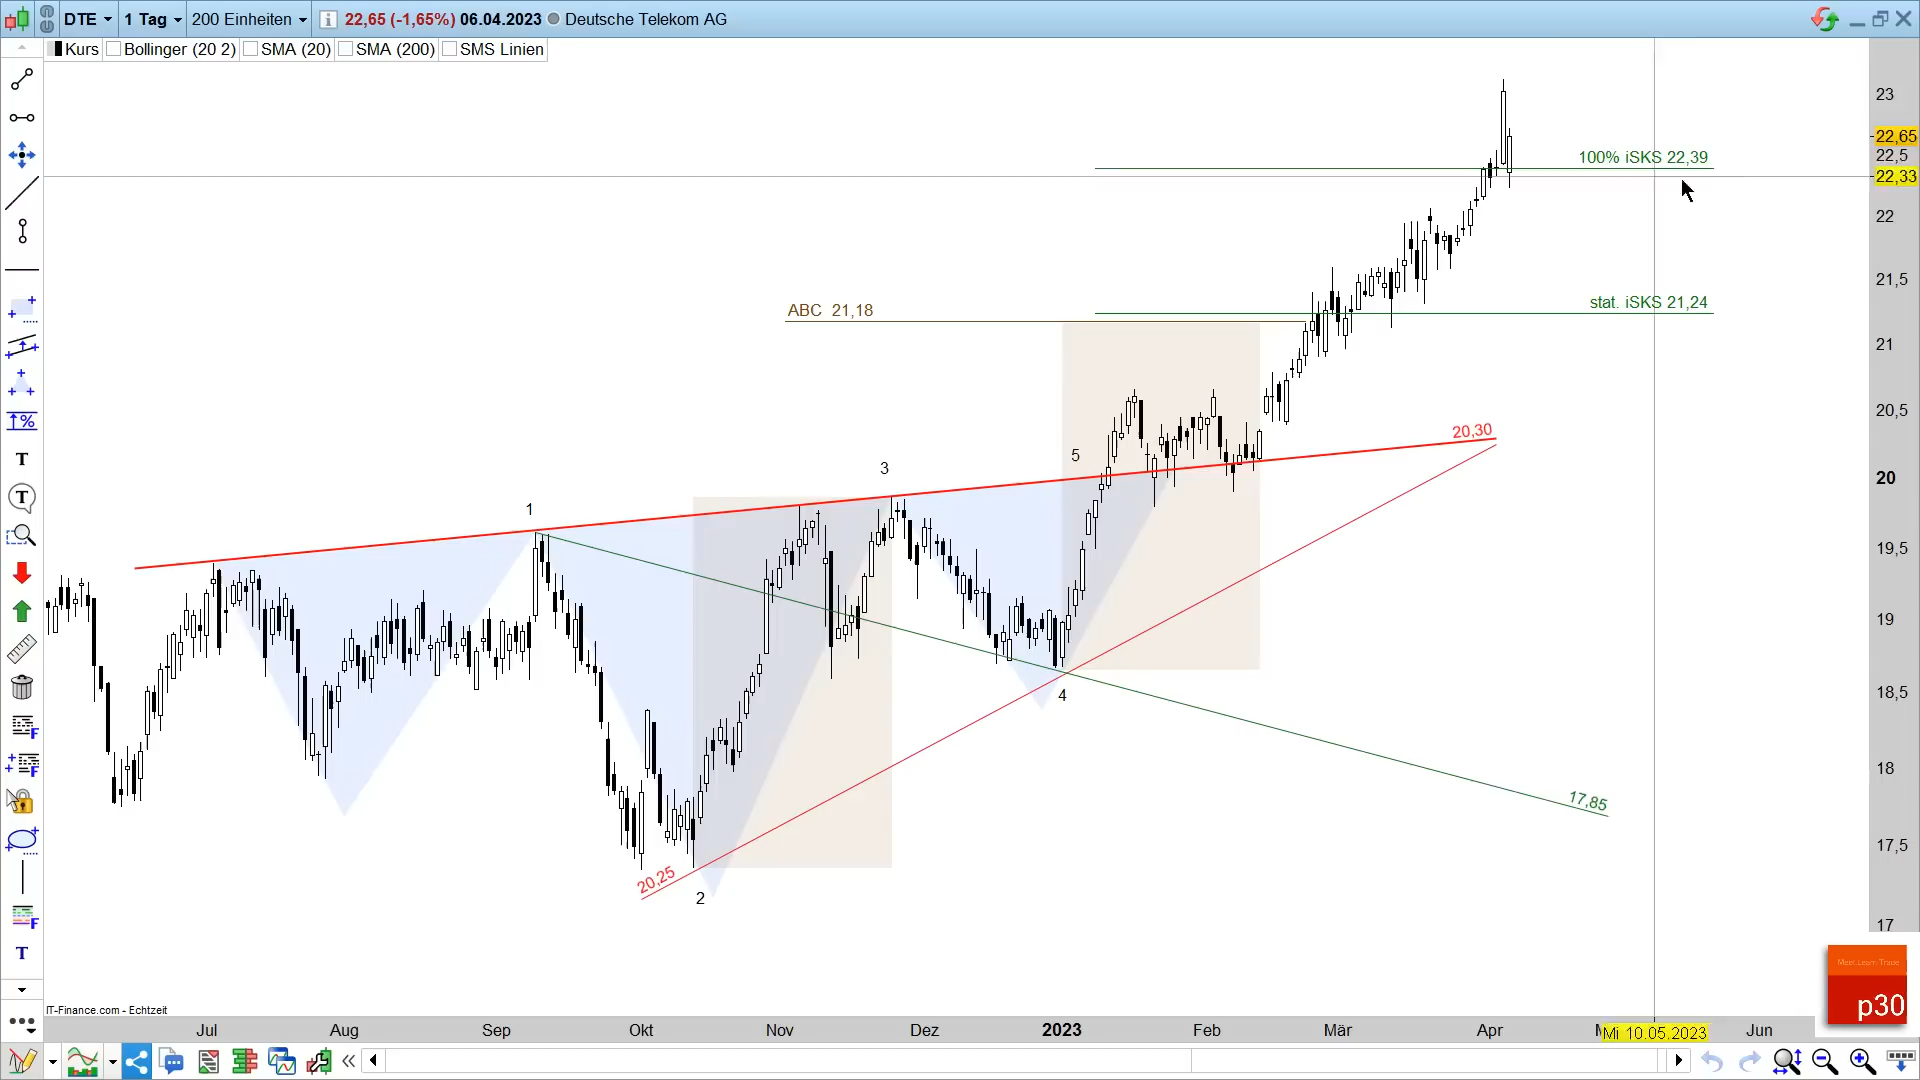 DTE 1 Tag 200 Einheiten 22,65 (-1,65%) 06.04.2023 Deutsche Telekom AG
Kurs Bollinger (20 2) SMA (20) SMA (200) SMS Linien
23
22,65
22,5
22,33
22
21,5
21
20,5
20
19,5
19
18,5
18
17,5
17
100% iSKS 22,39
stat. iSKS 21,24
ABC 21,18
20,30
5
3
1
4
17,85
20,25
2
T
T
T
Meet Learn Trade
p30
IT-Finance.com - Echtzeit
Jul Aug Sep Okt Nov Dez 2023 Feb Mär Apr Mi 10.05.2023 Jun